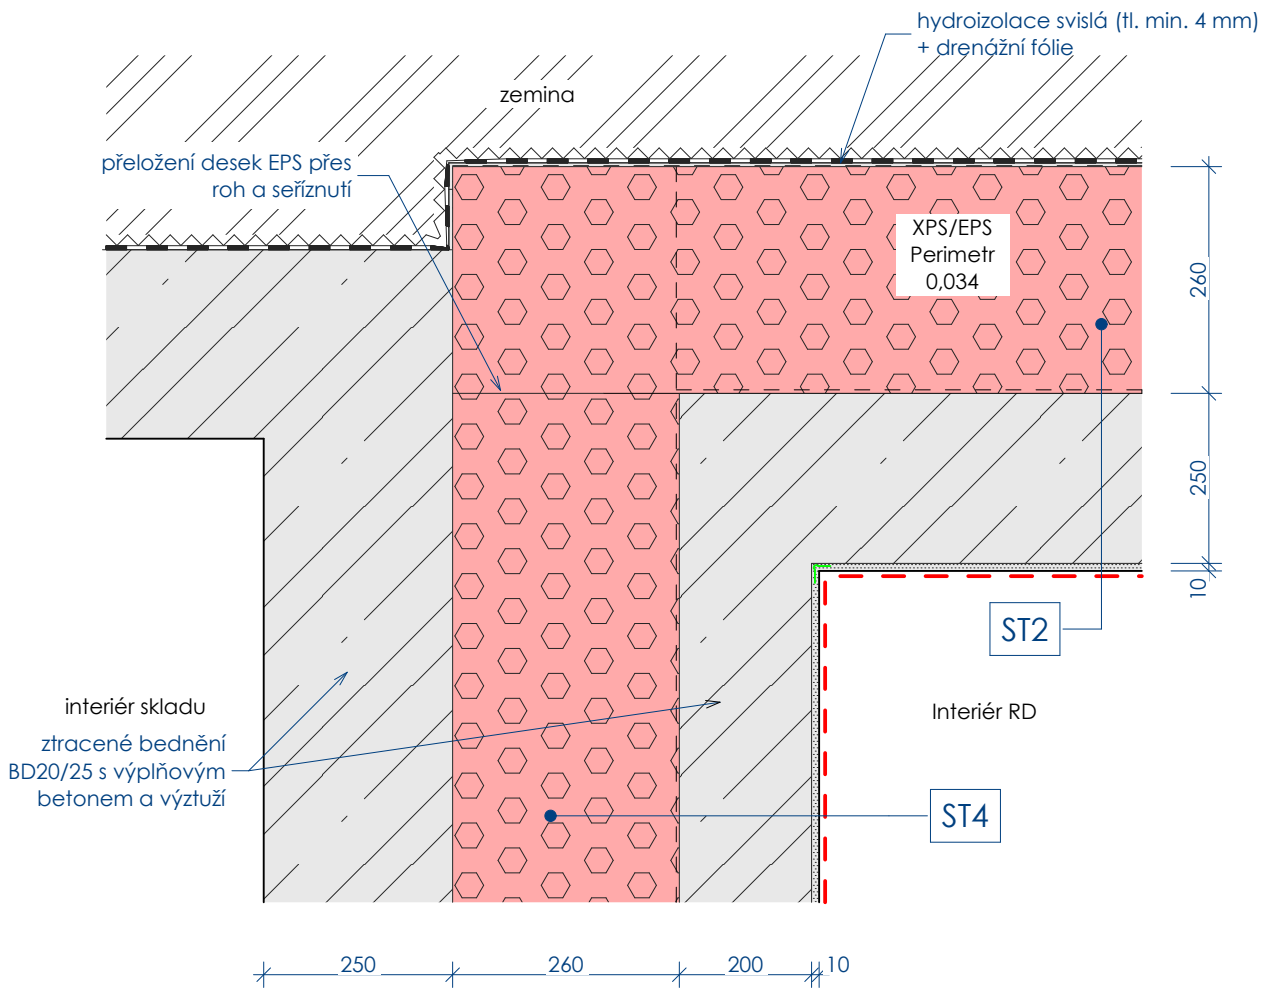 hydroizolace svislá (tl. min. 4 mm)
+ drenážní fólie
zemina
přeložení desek EPS přes
roh a seříznutí
XPS/EPS
Perimetr
0,034
260
250
10
ST2
interiér skladu
Interiér RD
ztracené bednění
BD20/25 s výplňovým
betonem a výztuží
ST4
250
260
200
10